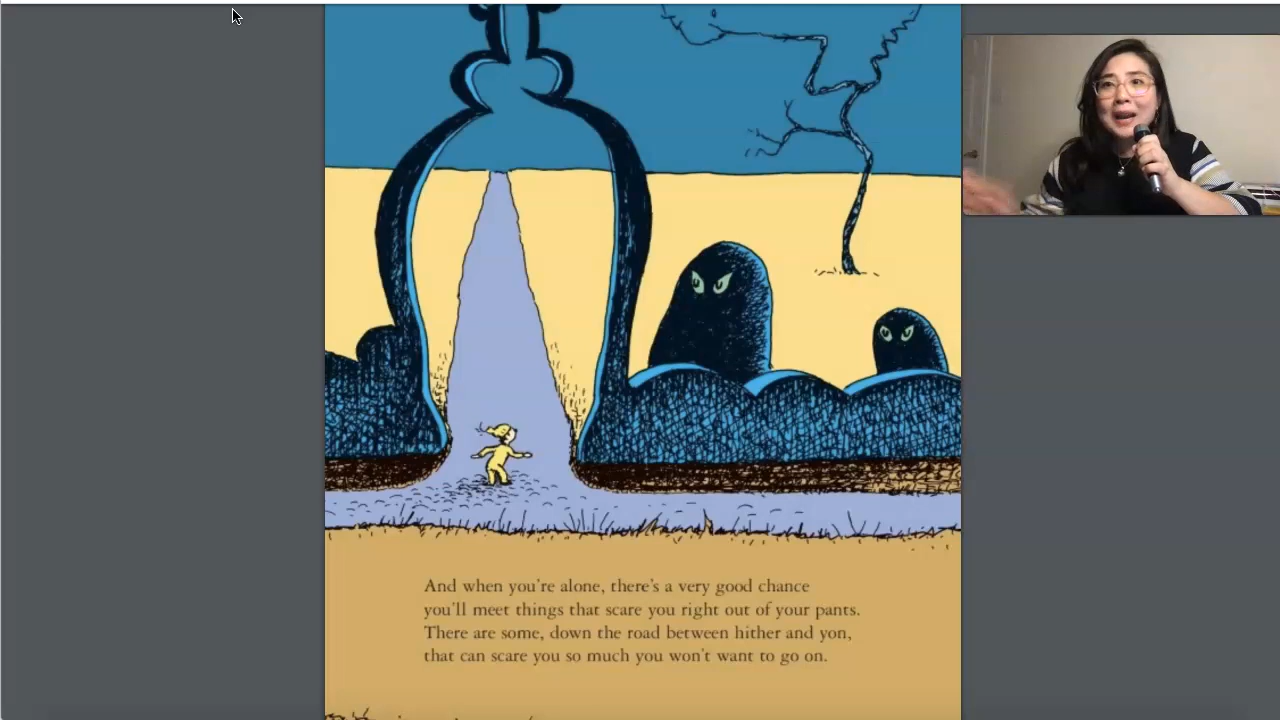 And when you're alone, there's a very good chance
you'll meet things that scare you right out of your pants.
There are some, down the road between hither and yon,
that can scare you so much you won't want to go on.